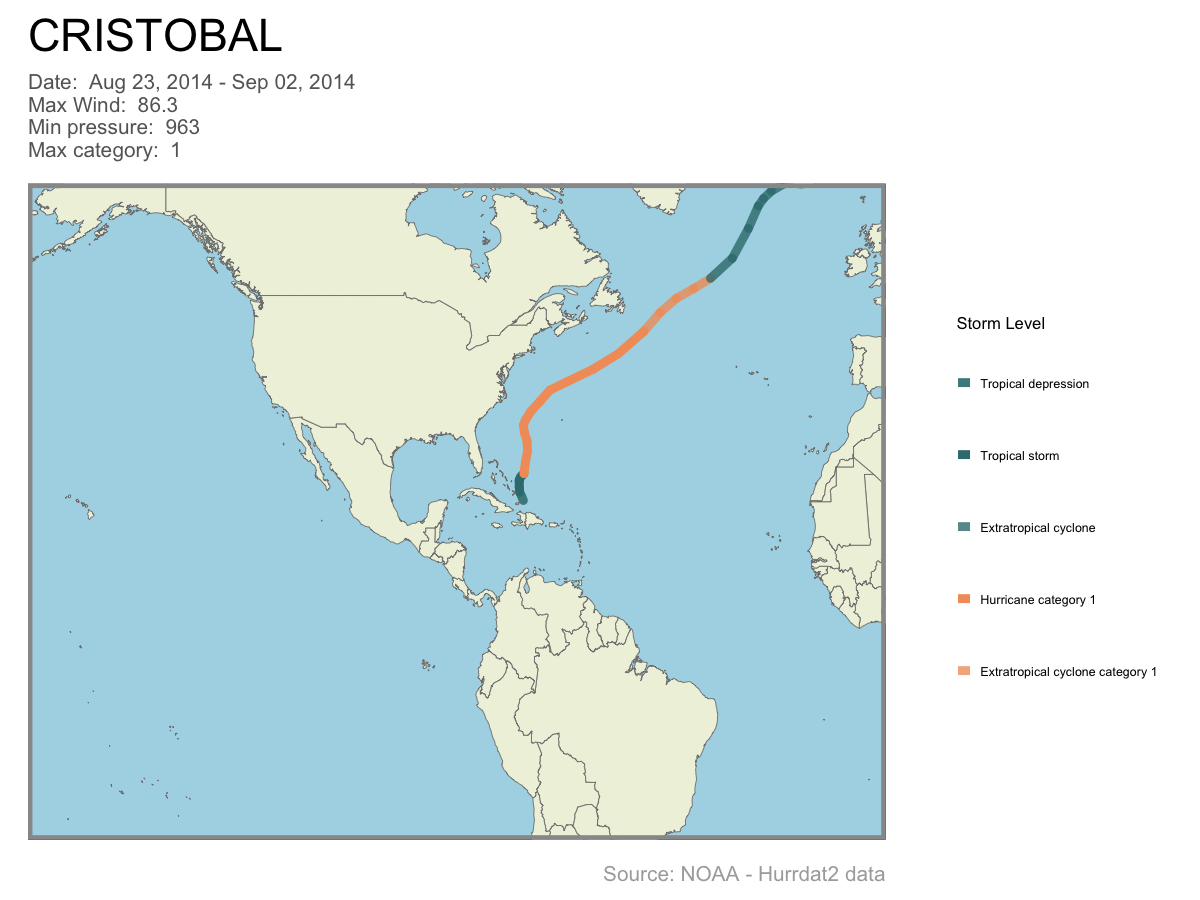 CRISTOBAL
Date:  Aug 23, 2014 - Sep 02, 2014
Max Wind:  86.3
Min pressure:  963
Max category:  1
Storm Level
Tropical depression
Tropical storm
Extratropical cyclone
Hurricane category 1
Extratropical cyclone category 1
Source: NOAA - Hurrdat2 data